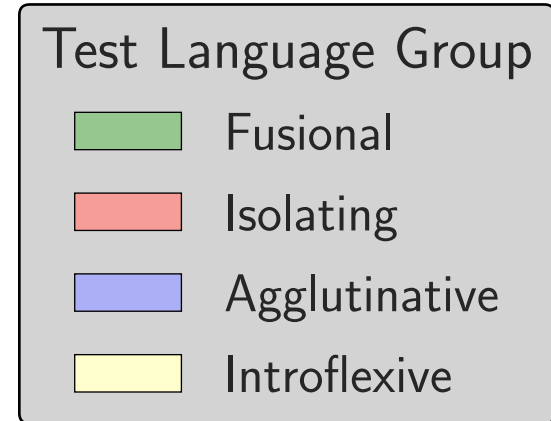 Test Language Group
Fusional
Isolating
Agglutinative
Introflexive